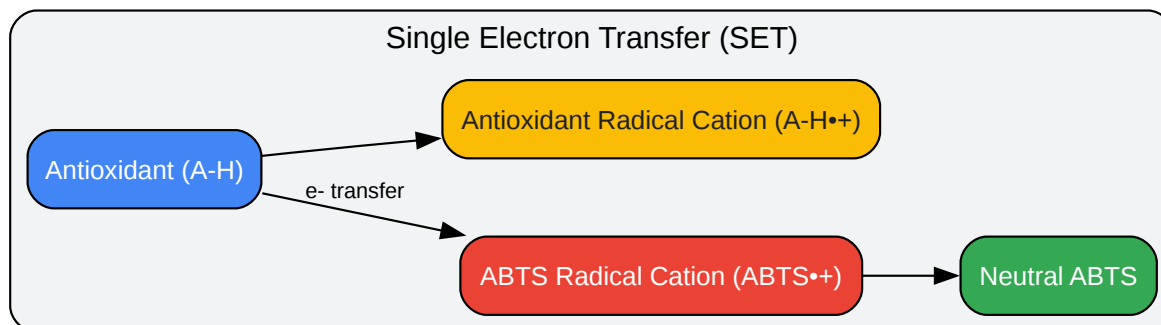 Single Electron Transfer (SET)
Antioxidant Radical Cation (A-H•+)
Antioxidant (A-H)
e- transfer
ABTS Radical Cation (ABTS•+)
Neutral ABTS